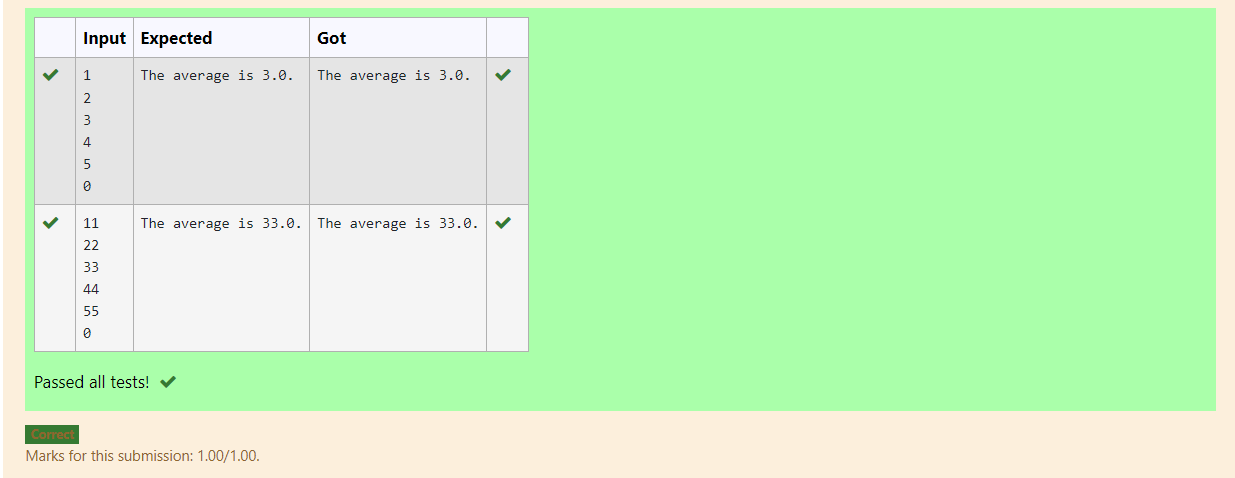 Input Expected Got
1 The average is 3.0. The average is 3.0.
2
3
4
5
0
11 The average is 33.0. The average is 33.0.
22
33
44
55
0
Passed all tests!
Correct
Marks for this submission: 1.00/1.00.